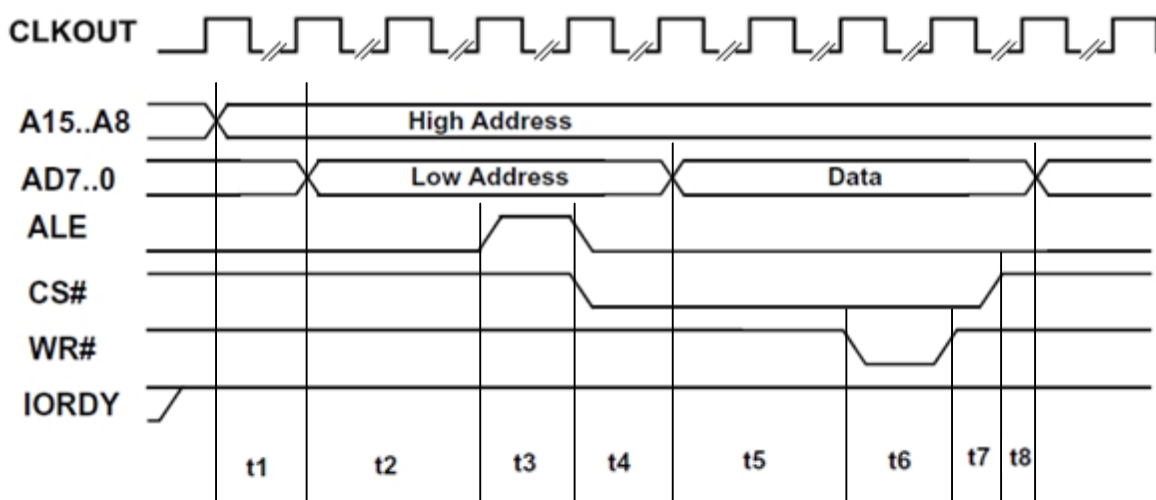 CLKOUT
A15..A8 High Address
AD7..0 Low Address Data
ALE
CS#
WR#
IORDY
t1 t2 t3 t4 t5 t6 t7 t8